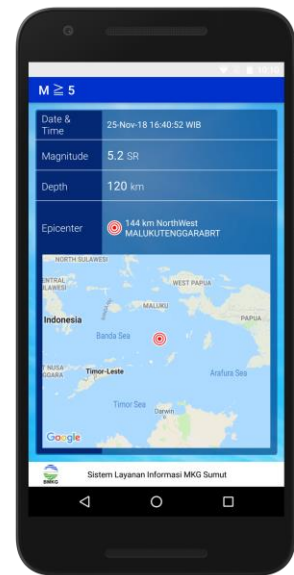 M ≧ 5
Date &
Time
25-Nov-18 16:40:52 WIB
Magnitude
5.2 SR
Depth
120 km
Epicenter
144 km NorthWest
MALUKUTENGGARABRT
NORTH SULAWESI
WEST PAPUA
MALUKU
Indonesia
PAPUA
Banda Sea
Timor-Leste
Arafura Sea
Timor Sea
Darwin
Google
BMKG
Sistem Layanan Informasi MKG Sumut